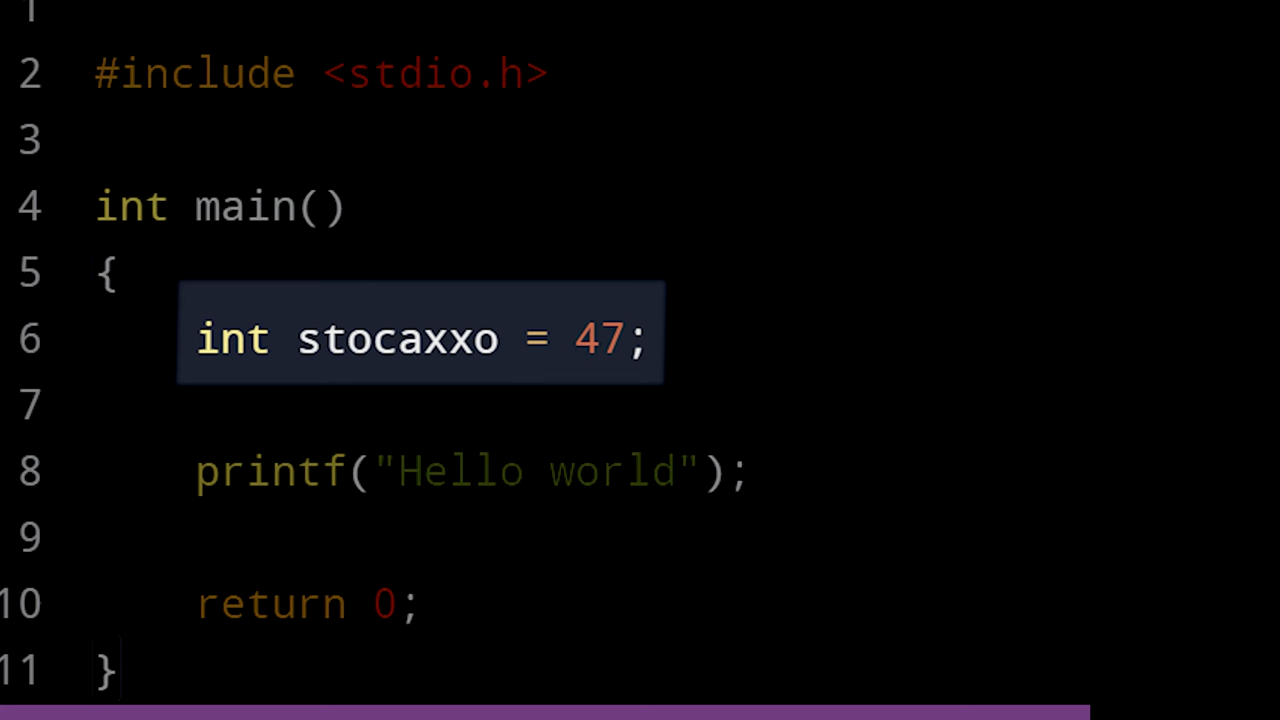 1
2 #include <stdio.h>
3
4 int main()
5 {
6 int stocaxxo = 47;
7
8 printf("Hello world");
9
10 return 0;
11 }